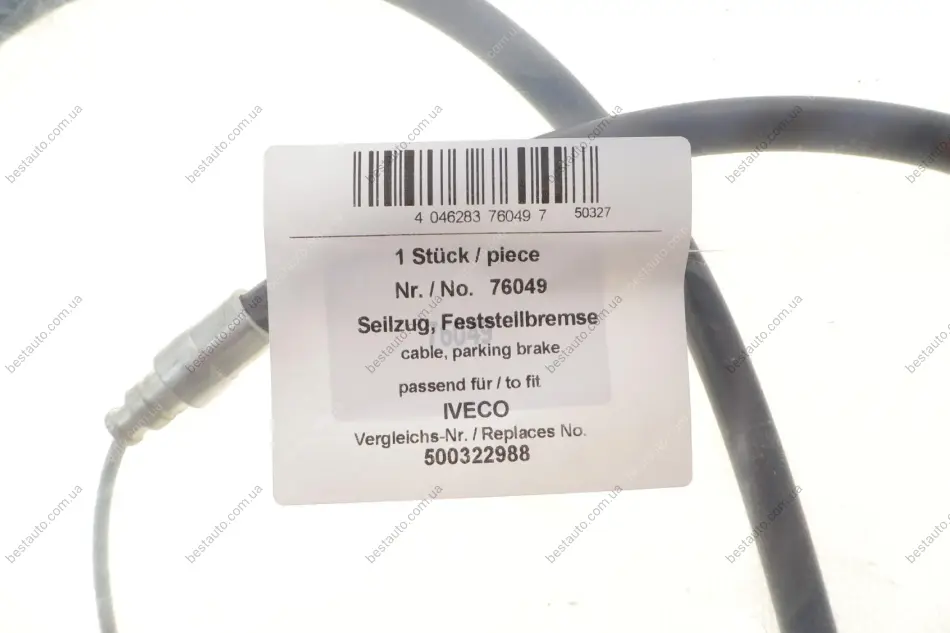 4 046283 76049 7 50327
1 Stück / piece
Nr. / No. 76049
Seilzug, Feststellbremse
76049
cable, parking brake
passend für / to fit
IVECO
Vergleichs-Nr. / Replaces No.
500322988
bestauto.com.ua